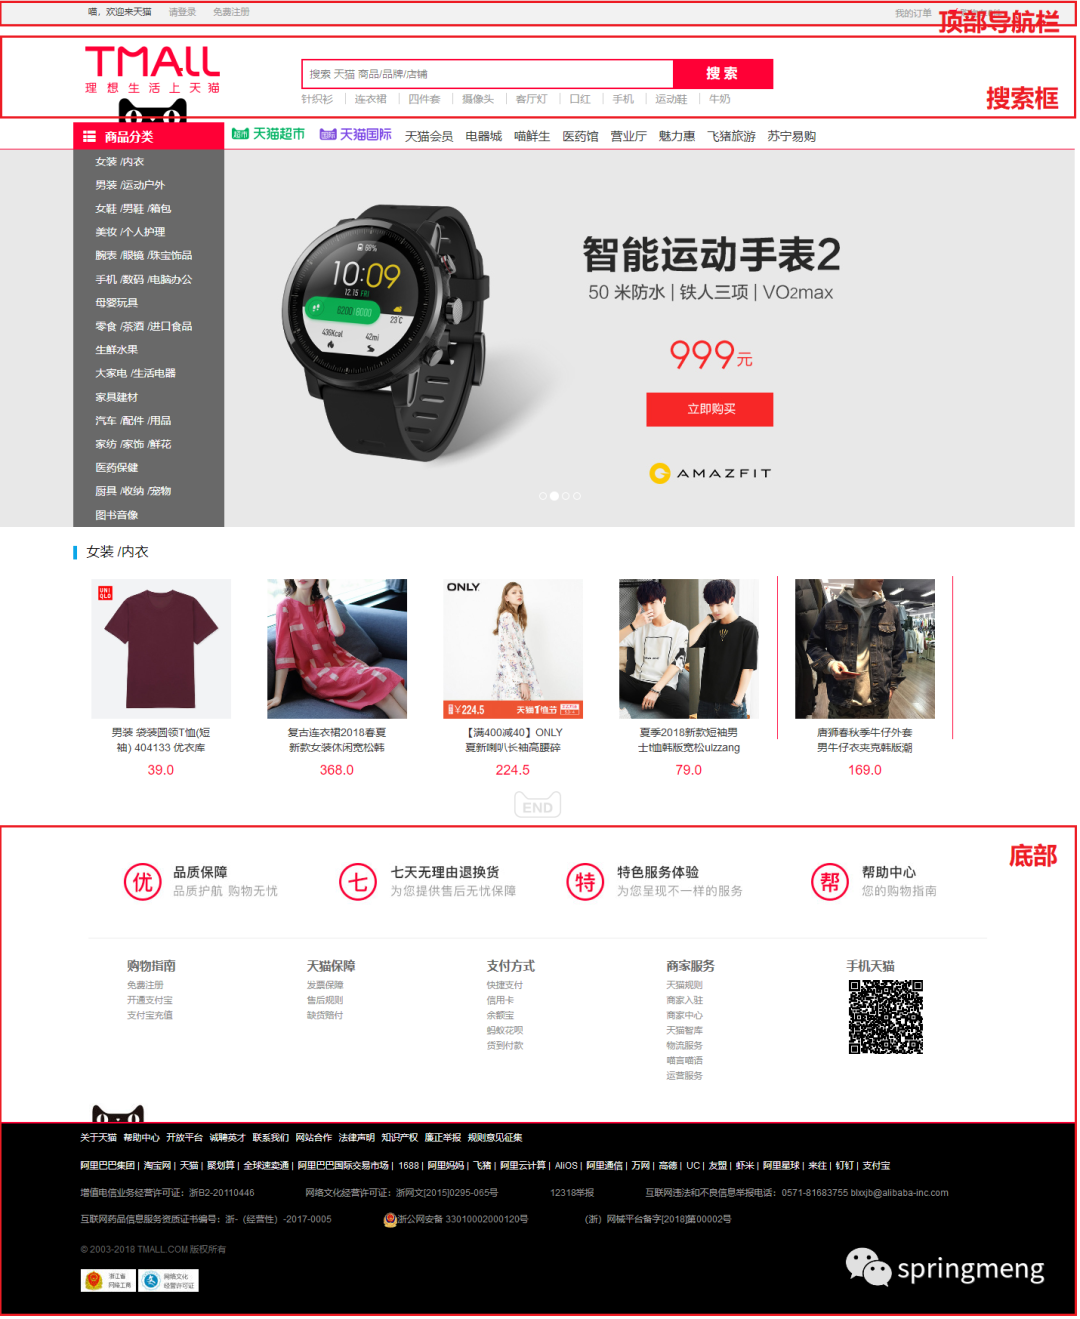 喵，欢迎来天猫 请登录 免费注册 我的订单
顶部导航栏
TMALL
理想生活上天猫
搜索 天猫 商品/品牌/店铺 搜 索
针织衫 连衣裙 四件套 摄像头 客厅灯 口红 手机 运动鞋 牛奶
搜索框
商品分类 天猫超市 天猫国际 天猫会员 电器城 喵鲜生 医药馆 营业厅 魅力惠 飞猪旅游 苏宁易购
女装 /内衣
男装 /运动户外
女鞋 /男鞋 /箱包
美妆 /个人护理
腕表 /眼镜 /珠宝饰品
手机 /数码 /电脑办公
母婴玩具
零食 /茶酒 /进口食品
生鲜水果
大家电 /生活电器
家具建材
汽车 /配件 /用品
家纺 /家饰 /鲜花
医药保健
厨具 /收纳 /宠物
图书音像
86%
10:09
12.15 FRI
6200/8000
23°C
436Kcal 42mi
智能运动手表2
50 米防水 | 铁人三项 | VO2max
999元
立即购买
AMAZFIT
女装 /内衣
UNIQLO
ONLY
¥224.5 天猫T恤节
男装 袋装圆领T恤(短
袖) 404133 优衣库
39.0
复古连衣裙2018春夏
新款女装休闲宽松韩
368.0
【满400减40】ONLY
夏新喇叭长袖高腰碎
224.5
夏季2018新款短袖男
士t恤韩版宽松ulzzang
79.0
唐狮春秋季牛仔外套
男牛仔衣夹克韩版潮
169.0
END
底部
优 品质保障
品质护航 购物无忧
七 七天无理由退换货
为您提供售后无忧保障
特 特色服务体验
为您呈现不一样的服务
帮 帮助中心
您的购物指南
购物指南
免费注册
开通支付宝
支付宝充值
天猫保障
发票保障
售后规则
缺货赔付
支付方式
快捷支付
信用卡
余额宝
蚂蚁花呗
货到付款
商家服务
天猫规则
商家入驻
商家中心
天猫智库
物流服务
喵言喵语
运营服务
手机天猫
关于天猫 帮助中心 开放平台 诚聘英才 联系我们 网站合作 法律声明 知识产权 廉正举报 规则意见征集
阿里巴巴集团 | 淘宝网 | 天猫 | 聚划算 | 全球速卖通 | 阿里巴巴国际交易市场 | 1688 | 阿里妈妈 | 飞猪 | 阿里云计算 | AliOS | 阿里通信 | 万网 | 高德 | UC | 友盟 | 虾米 | 阿里星球 | 来往 | 钉钉 | 支付宝
增值电信业务经营许可证：浙B2-20110446 网络文化经营许可证：浙网文[2015]0295-065号 12318举报 互联网违法和不良信息举报电话：0571-81683755 blxxjb@alibaba-inc.com
互联网药品信息服务资质证书编号：浙-（经营性）-2017-0005 浙公网安备 33010002000120号 （浙）网械平台备字[2018]第00002号
© 2003-2018 TMALL.COM 版权所有
浙江省
网络工商
网络文化
经营许可证
springmeng